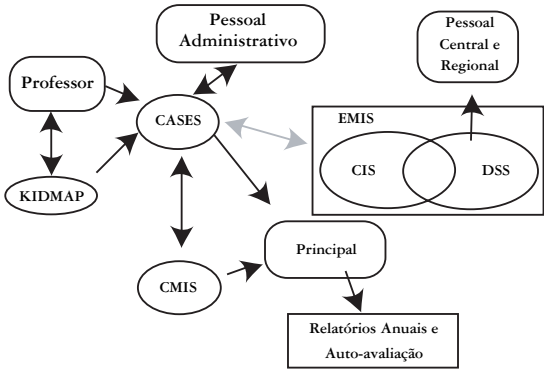 Pessoal
Administrativo
Pessoal
Central e
Regional
Professor
CASES
EMIS
CIS
DSS
KIDMAP
Principal
CMIS
Relatórios Anuais e
Auto-avaliação